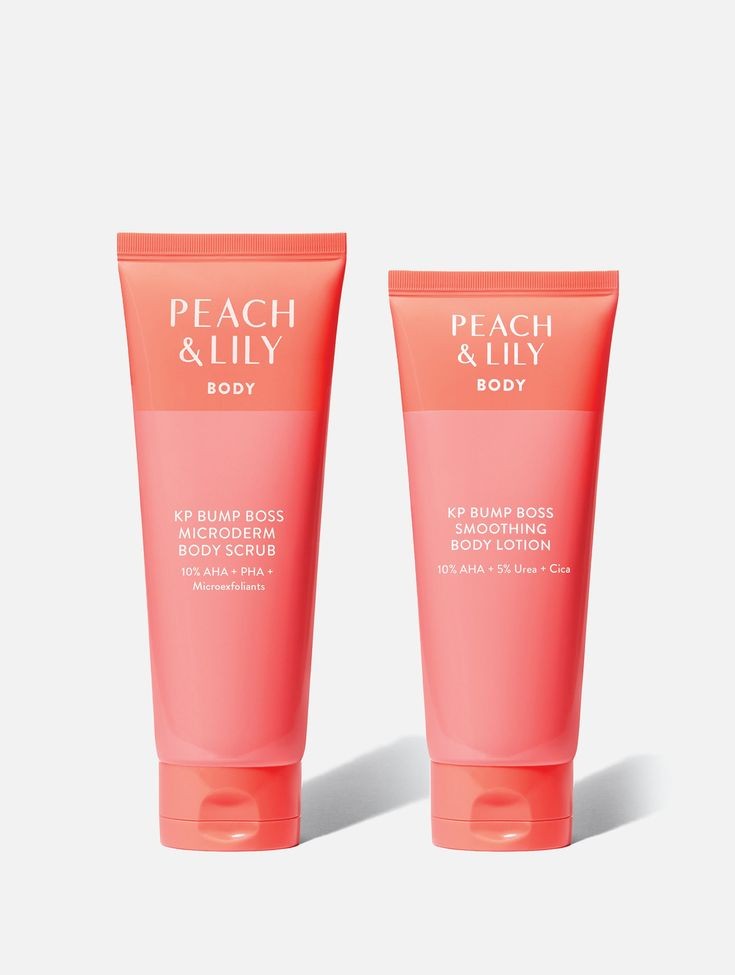 PEACH
& LILY
BODY
KP BUMP BOSS
MICRODERM
BODY SCRUB
10% AHA + PHA +
Microexfoliants
PEACH
& LILY
BODY
KP BUMP BOSS
SMOOTHING
BODY LOTION
10% AHA + 5% Urea + Cica